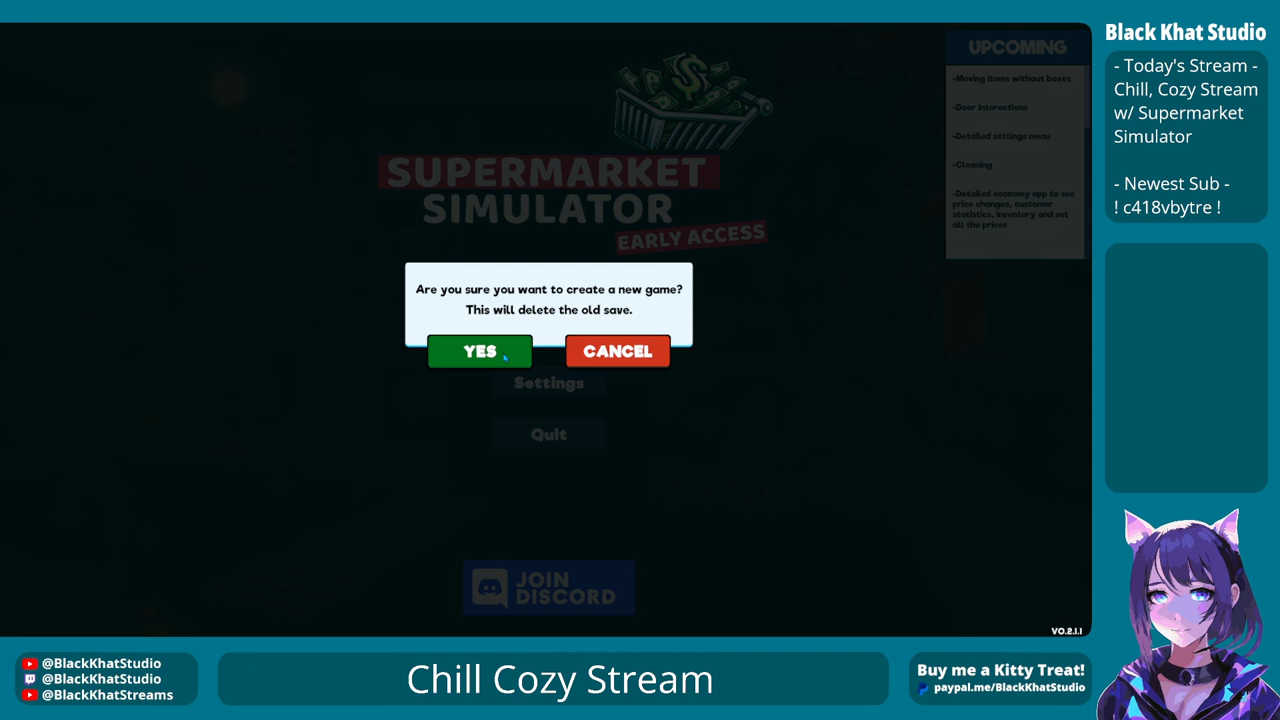 Black Khat Studio
- Today's Stream -
Chill, Cozy Stream
w/ Supermarket
Simulator
- Newest Sub -
! c418vbytre !
UPCOMING
-Moving items without boxes
-Door interactions
-Detailed settings menu
-Cleaning
-Detailed economy app to see
price changes, customer
statistics, inventory and set
all the prices
SUPERMARKET
SIMULATOR
EARLY ACCESS
Are you sure you want to create a new game?
This will delete the old save.
YES
CANCEL
Settings
Quit
JOIN
DISCORD
V0.2.1.1
@BlackKhatStudio
@BlackKhatStudio
@BlackKhatStreams
Chill Cozy Stream
Buy me a Kitty Treat!
paypal.me/BlackKhatStudio